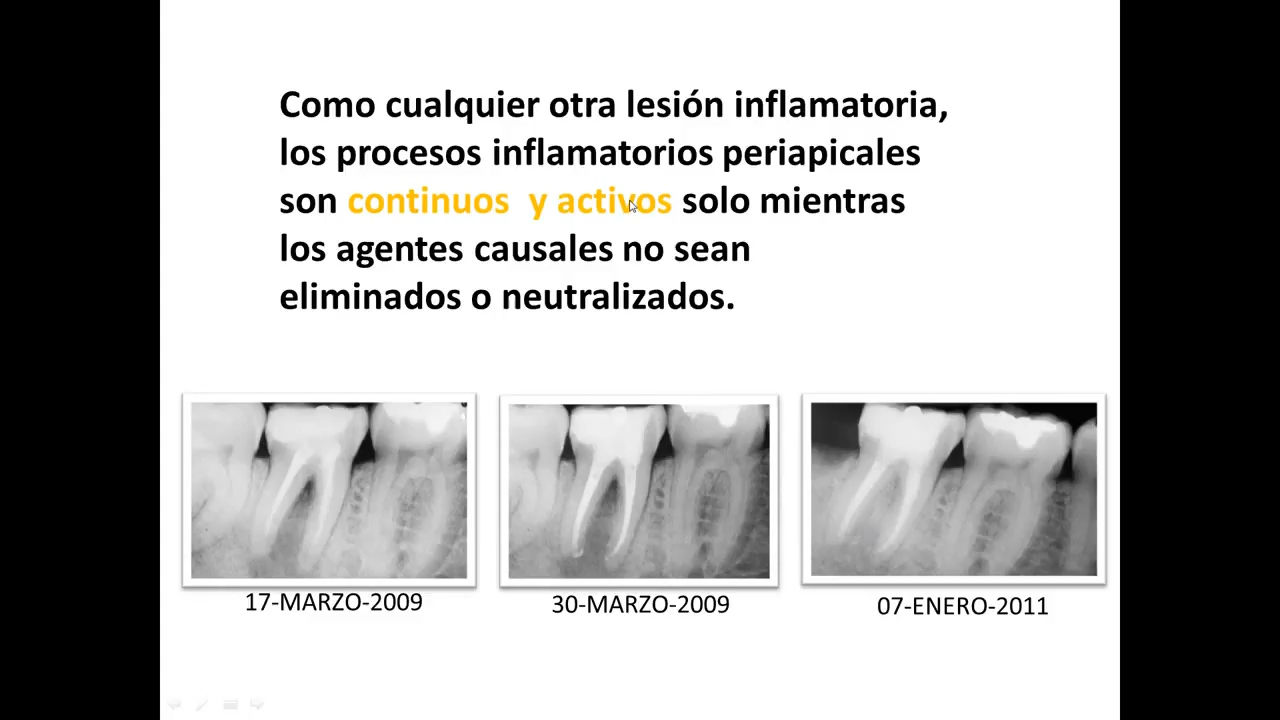 Como cualquier otra lesión inflamatoria,
los procesos inflamatorios periapicales
son continuos y activos solo mientras
los agentes causales no sean
eliminados o neutralizados.
17-MARZO-2009
30-MARZO-2009
07-ENERO-2011